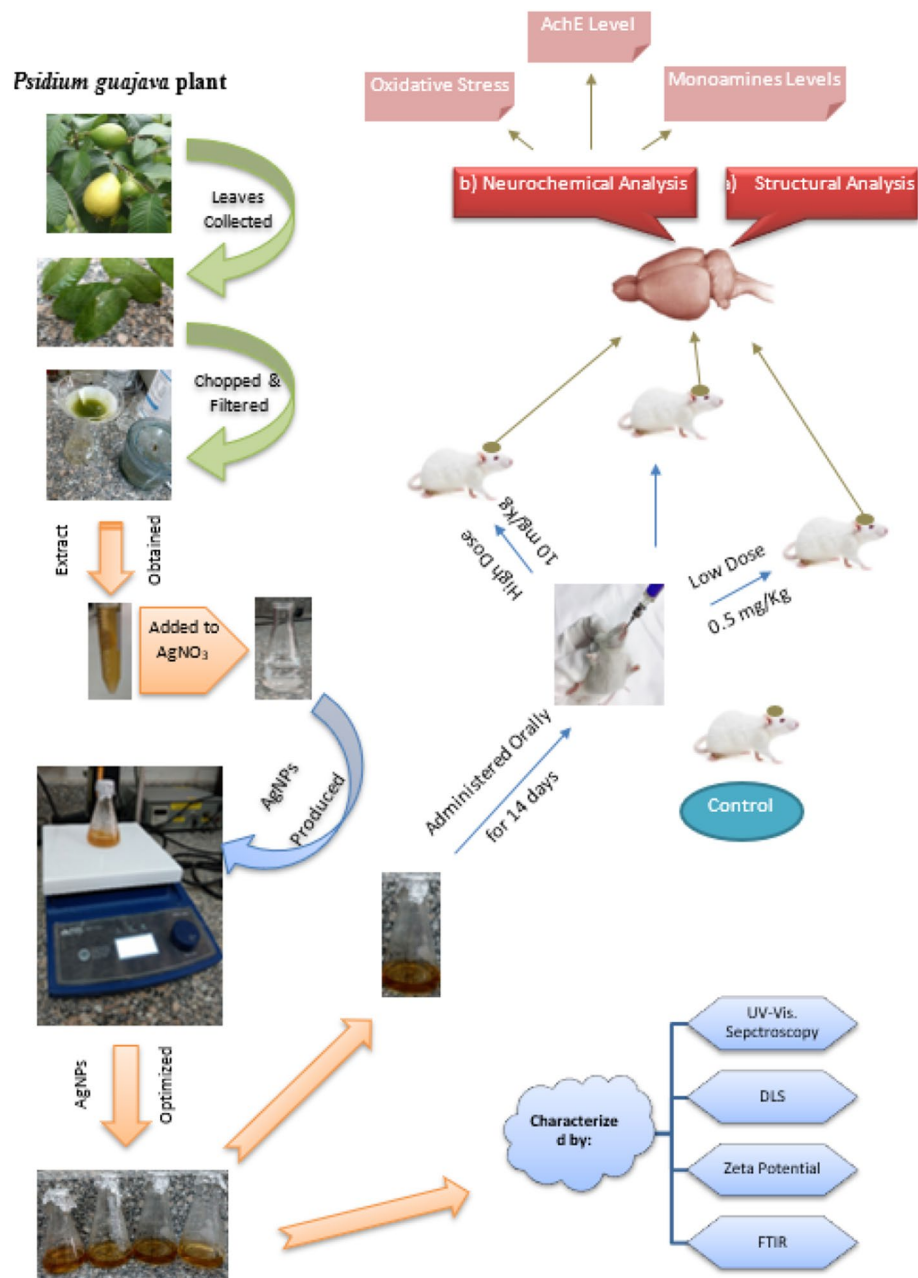 Psidium guajava plant
Leaves
Collected
Chopped &
Filtered
Extract
Obtained
Added to
AgNO₃
AgNPs
Produced
AgNPs
Optimized
AchE Level
Oxidative Stress
Monoamines Levels
b) Neurochemical Analysis
a) Structural Analysis
High Dose
10 mg/Kg
Low Dose
0.5 mg/Kg
Administered Orally
for 14 days
Control
Characterize
d by:
UV-Vis.
Sepctroscopy
DLS
Zeta Potential
FTIR